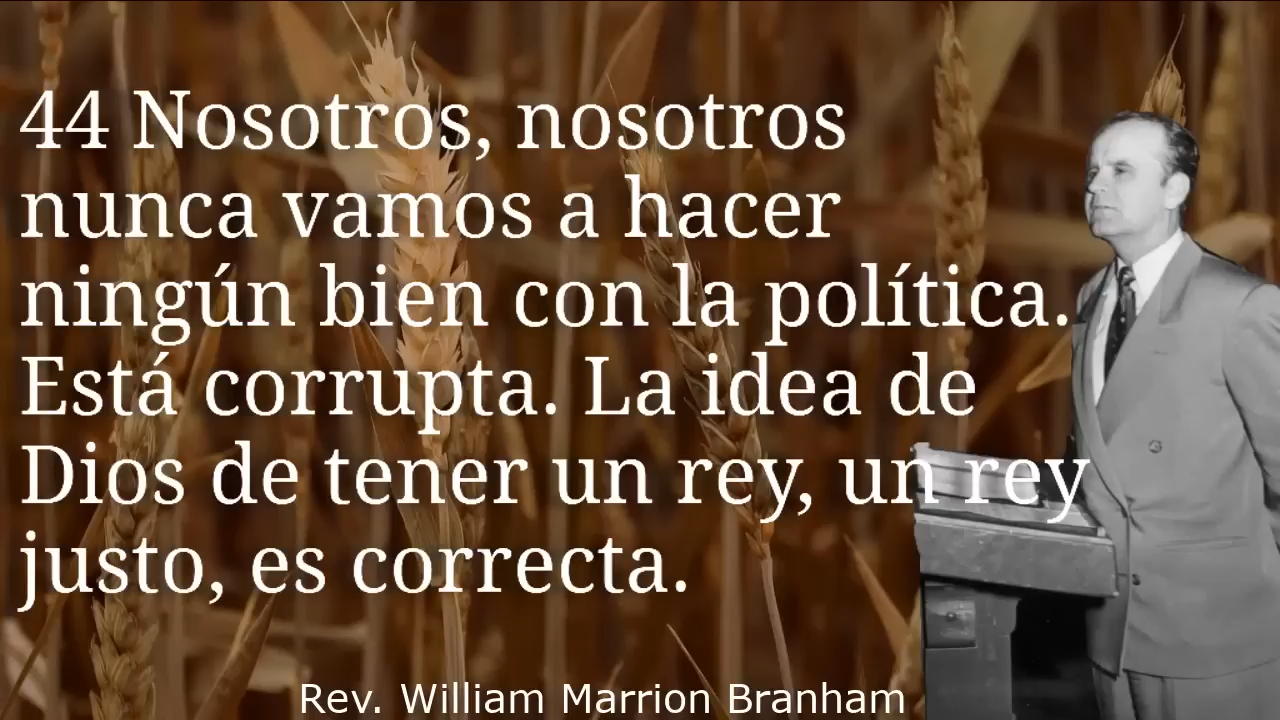 44 Nosotros, nosotros
nunca vamos a hacer
ningún bien con la política.
Está corrupta. La idea de
Dios de tener un rey, un rey
justo, es correcta.
Rev. William Marrion Branham